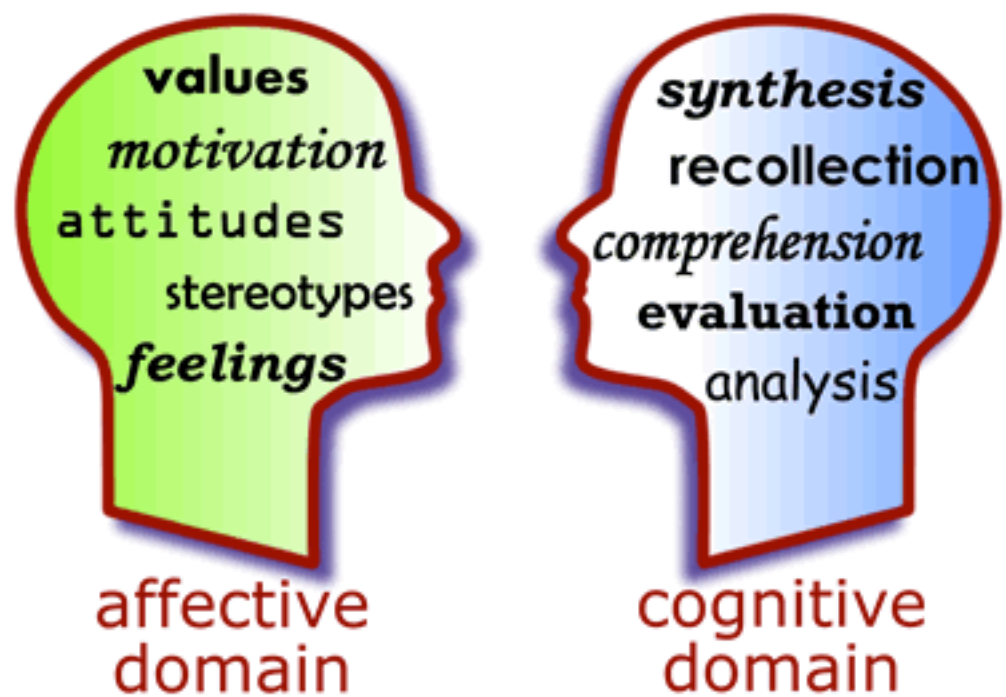 values
motivation
attitudes
stereotypes
feelings
affective
domain
synthesis
recollection
comprehension
evaluation
analysis
cognitive
domain